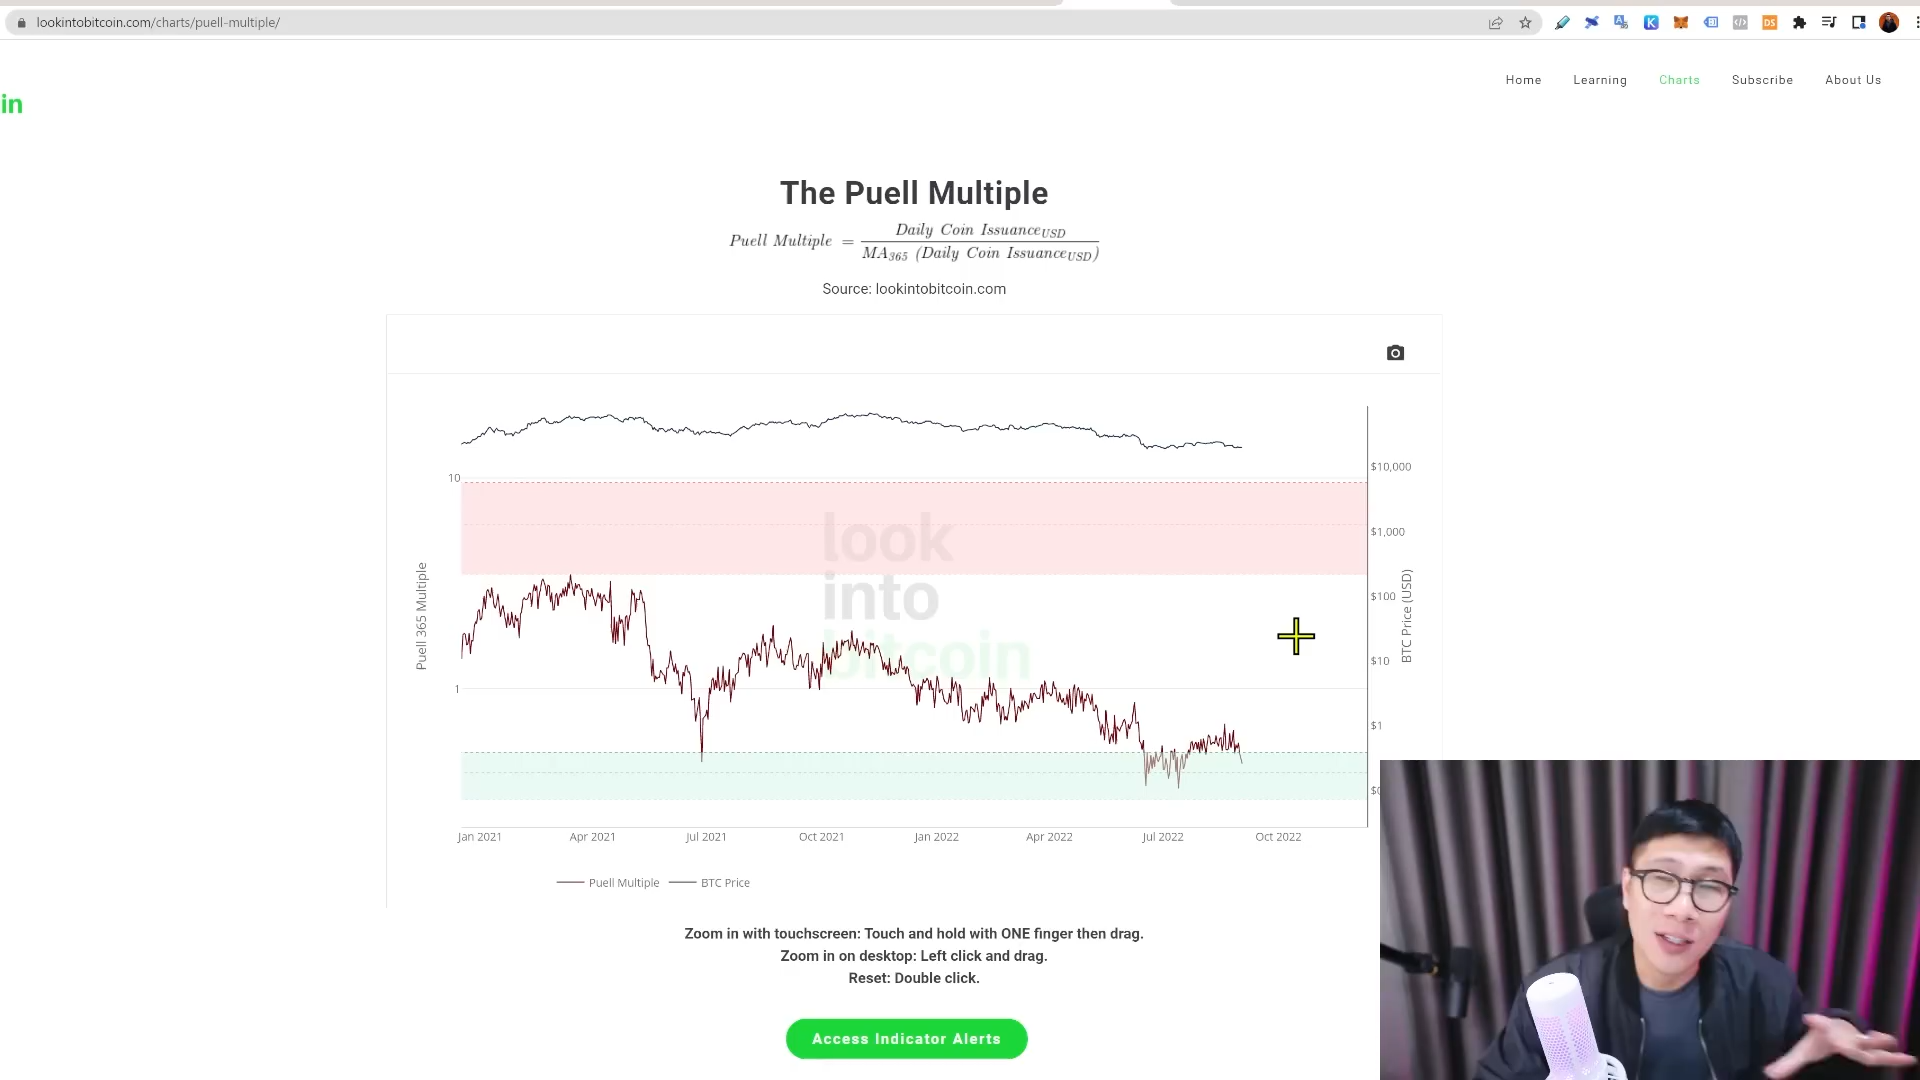 lookintobitcoin.com/charts/puell-multiple/
in
Home
Learning
Charts
Subscribe
About Us
The Puell Multiple
Puell Multiple = Daily Coin Issuance USD
MA365 (Daily Coin Issuance USD)
Source: lookintobitcoin.com
look
into
bitcoin
Puell 365 Multiple
10
1
$10,000
$1,000
$100
$10
$1
BTC Price (USD)
Jan 2021
Apr 2021
Jul 2021
Oct 2021
Jan 2022
Apr 2022
Jul 2022
Oct 2022
Puell Multiple
BTC Price
Zoom in with touchscreen: Touch and hold with ONE finger then drag.
Zoom in on desktop: Left click and drag.
Reset: Double click.
Access Indicator Alerts